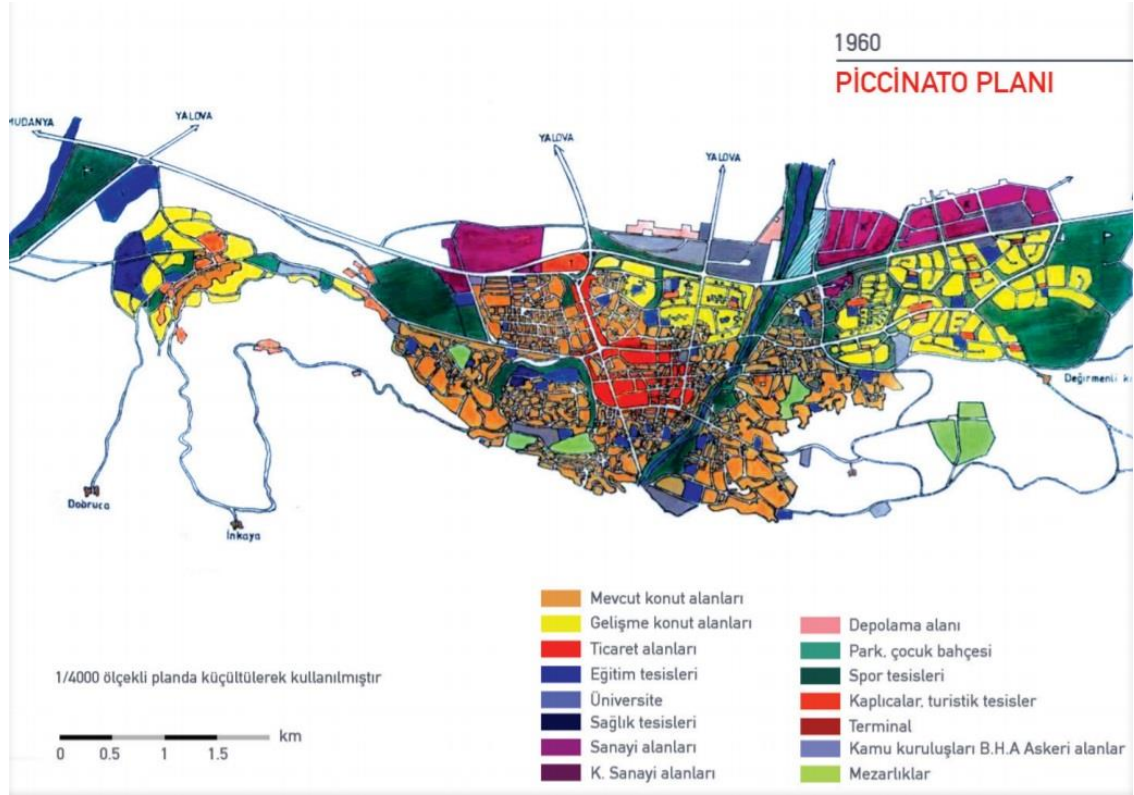 1960
PİCCİNATO PLANI
MUDANYA
YALOVA
YALOVA
YALOVA
Değirmenli kı
Dobruca
İnkaya
Mevcut konut alanları
Gelişme konut alanları
Ticaret alanları
Eğitim tesisleri
Üniversite
Sağlık tesisleri
Sanayi alanları
K. Sanayi alanları
Depolama alanı
Park, çocuk bahçesi
Spor tesisleri
Kaplıcalar, turistik tesisler
Terminal
Kamu kuruluşları B.H.A Askeri alanlar
Mezarlıklar
1/4000 ölçekli planda küçültülerek kullanılmıştır
km
0 0.5 1 1.5